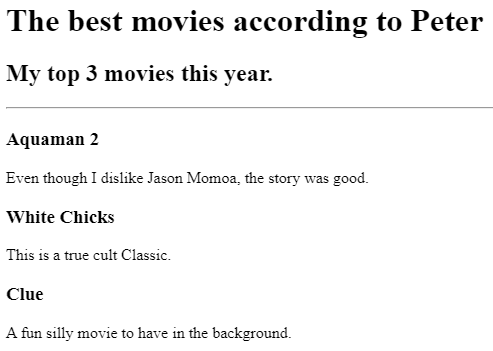 The best movies according to Peter
My top 3 movies this year.
Aquaman 2
Even though I dislike Jason Momoa, the story was good.
White Chicks
This is a true cult Classic.
Clue
A fun silly movie to have in the background.